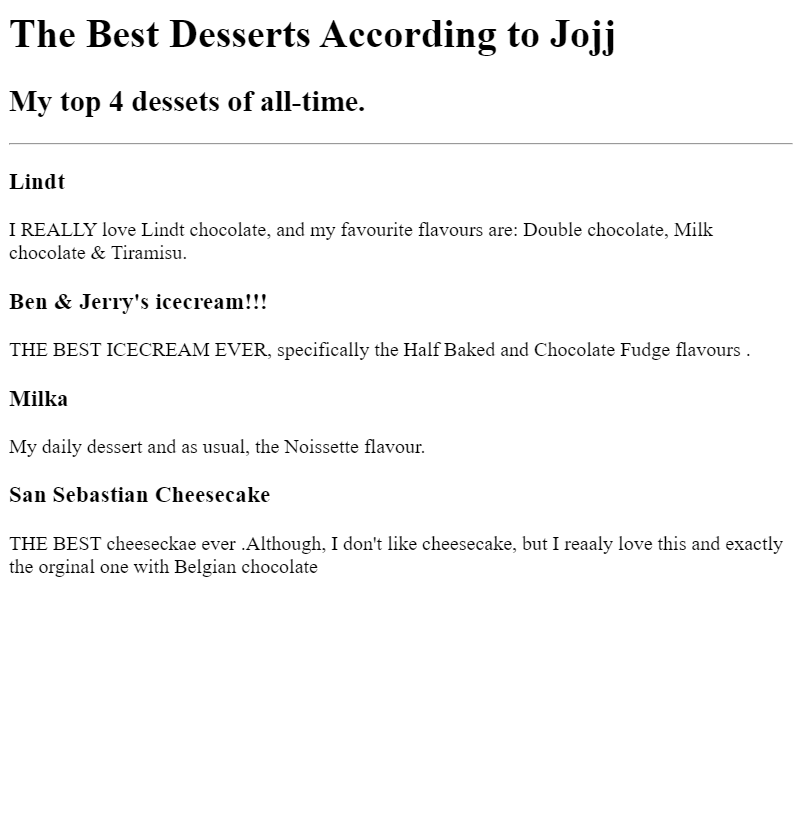 The Best Desserts According to Jojj
My top 4 dessets of all-time.
Lindt
I REALLY love Lindt chocolate, and my favourite flavours are: Double chocolate, Milk
chocolate & Tiramisu.
Ben & Jerry's icecream!!!
THE BEST ICECREAM EVER, specifically the Half Baked and Chocolate Fudge flavours .
Milka
My daily dessert and as usual, the Noissette flavour.
San Sebastian Cheesecake
THE BEST cheeseckae ever .Although, I don't like cheesecake, but I reaaly love this and exactly
the orginal one with Belgian chocolate